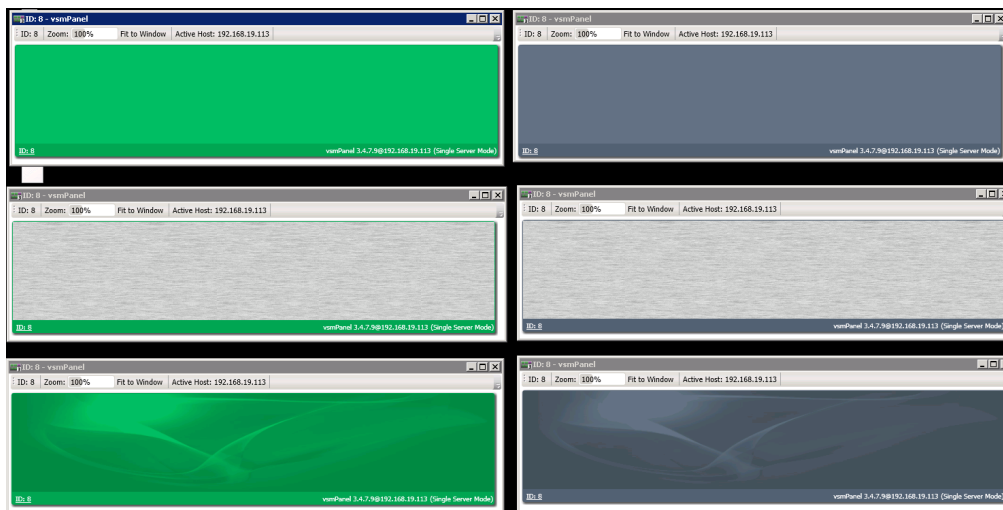 ID: 8 - vsmPanel
ID: 8 Zoom: 100% Fit to Window Active Host: 192.168.19.113
ID: 8 vsmPanel 3.4.7.9@192.168.19.113 (Single Server Mode)
ID: 8 - vsmPanel
ID: 8 Zoom: 100% Fit to Window Active Host: 192.168.19.113
ID: 8 vsmPanel 3.4.7.9@192.168.19.113 (Single Server Mode)
ID: 8 - vsmPanel
ID: 8 Zoom: 100% Fit to Window Active Host: 192.168.19.113
ID: 8 vsmPanel 3.4.7.9@192.168.19.113 (Single Server Mode)
ID: 8 - vsmPanel
ID: 8 Zoom: 100% Fit to Window Active Host: 192.168.19.113
ID: 8 vsmPanel 3.4.7.9@192.168.19.113 (Single Server Mode)
ID: 8 - vsmPanel
ID: 8 Zoom: 100% Fit to Window Active Host: 192.168.19.113
ID: 8 vsmPanel 3.4.7.9@192.168.19.113 (Single Server Mode)
ID: 8 - vsmPanel
ID: 8 Zoom: 100% Fit to Window Active Host: 192.168.19.113
ID: 8 vsmPanel 3.4.7.9@192.168.19.113 (Single Server Mode)